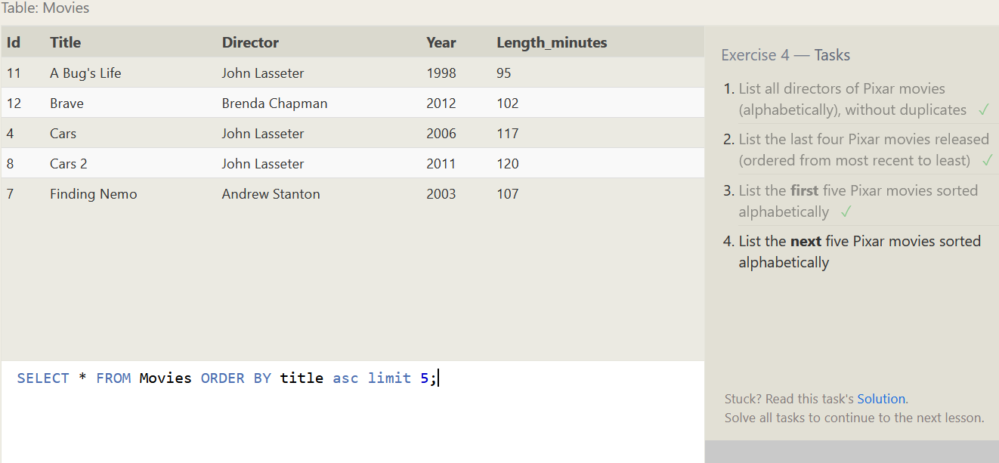 Table: Movies
Id Title Director Year Length_minutes
11 A Bug's Life John Lasseter 1998 95
12 Brave Brenda Chapman 2012 102
4 Cars John Lasseter 2006 117
8 Cars 2 John Lasseter 2011 120
7 Finding Nemo Andrew Stanton 2003 107
SELECT * FROM Movies ORDER BY title asc limit 5;
Exercise 4 — Tasks
1. List all directors of Pixar movies
(alphabetically), without duplicates ✓
2. List the last four Pixar movies released
(ordered from most recent to least) ✓
3. List the first five Pixar movies sorted
alphabetically ✓
4. List the next five Pixar movies sorted
alphabetically
Stuck? Read this task's Solution.
Solve all tasks to continue to the next lesson.